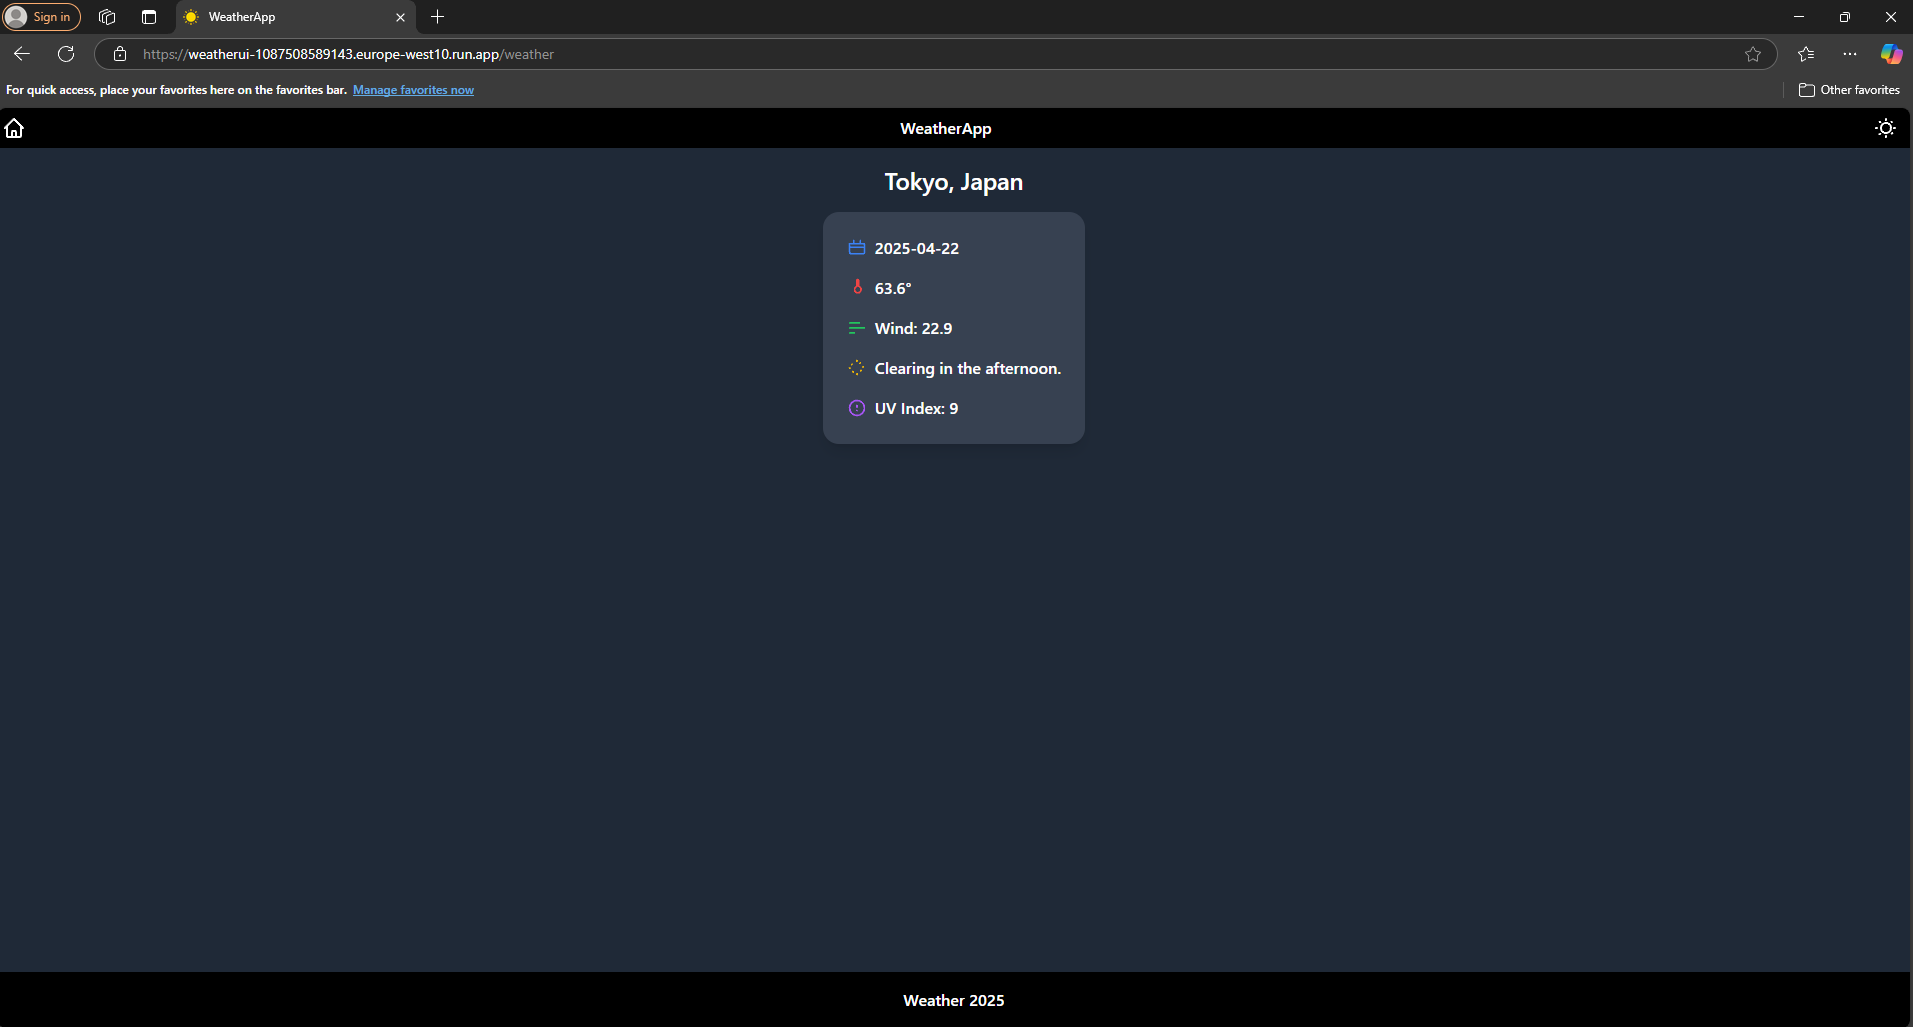 Sign in
WeatherApp
https://weatherui-1087508589143.europe-west10.run.app/weather
For quick access, place your favorites here on the favorites bar. Manage favorites now
Other favorites
WeatherApp
Tokyo, Japan
2025-04-22
63.6°
Wind: 22.9
Clearing in the afternoon.
UV Index: 9
Weather 2025